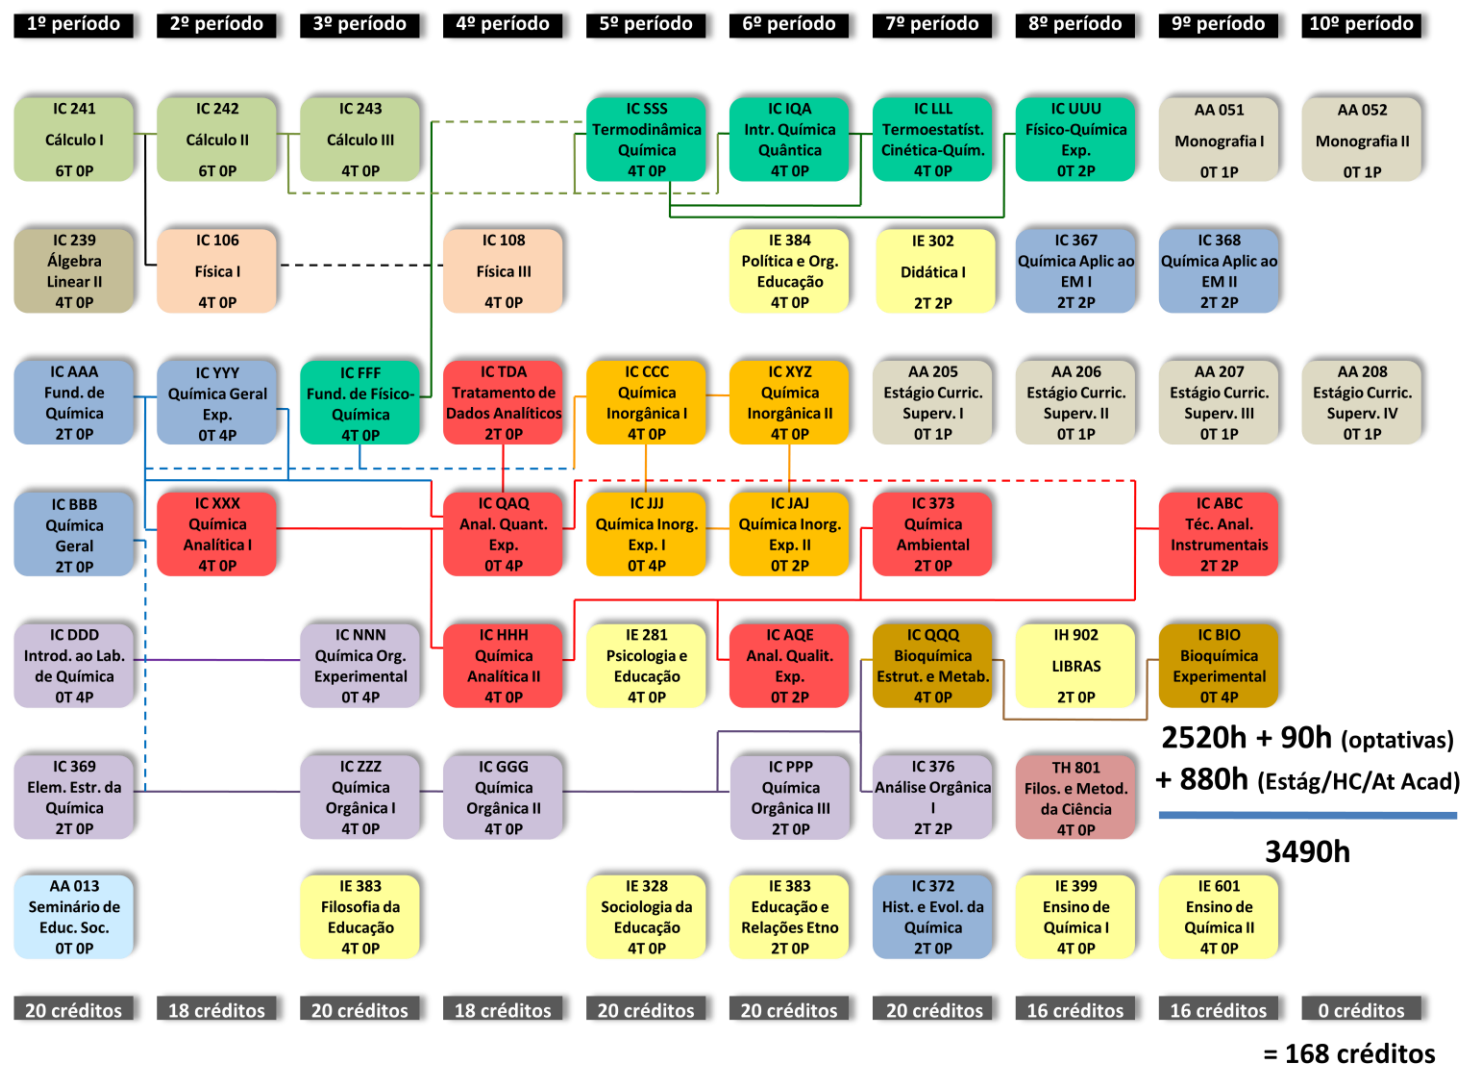 1º período
2º período
3º período
4º período
5º período
6º período
7º período
8º período
9º período
10º período
IC 241
Cálculo I
6T 0P
IC 242
Cálculo II
6T 0P
IC 243
Cálculo III
4T 0P
IC SSS
Termodinâmica
Química
4T 0P
IC IQA
Intr. Química
Quântica
4T 0P
IC LLL
Termoestatíst.
Cinética-Quím.
4T 0P
IC UUU
Físico-Química
Exp.
0T 2P
AA 051
Monografia I
0T 1P
AA 052
Monografia II
0T 1P
IC 239
Álgebra
Linear II
4T 0P
IC 106
Física I
4T 0P
IC 108
Física III
4T 0P
IE 384
Política e Org.
Educação
4T 0P
IE 302
Didática I
2T 2P
IC 367
Química Aplic ao
EM I
2T 2P
IC 368
Química Aplic ao
EM II
2T 2P
IC AAA
Fund. de
Química
2T 0P
IC YYY
Química Geral
Exp.
0T 4P
IC FFF
Fund. de Físico-
Química
4T 0P
IC TDA
Tratamento de
Dados Analíticos
2T 0P
IC CCC
Química
Inorgânica I
4T 0P
IC XYZ
Química
Inorgânica II
4T 0P
AA 205
Estágio Curric.
Superv. I
0T 1P
AA 206
Estágio Curric.
Superv. II
0T 1P
AA 207
Estágio Curric.
Superv. III
0T 1P
AA 208
Estágio Curric.
Superv. IV
0T 1P
IC BBB
Química
Geral
2T 0P
IC XXX
Química
Analítica I
4T 0P
IC QAQ
Anal. Quant.
Exp.
0T 4P
IC JJJ
Química Inorg.
Exp. I
0T 4P
IC JAJ
Química Inorg.
Exp. II
0T 2P
IC 373
Química
Ambiental
2T 0P
IC ABC
Téc. Anal.
Instrumentais
2T 2P
IC DDD
Introd. ao Lab.
de Química
0T 4P
IC NNN
Química Org.
Experimental
0T 4P
IC HHH
Química
Analítica II
4T 0P
IE 281
Psicologia e
Educação
4T 0P
IC AQE
Anal. Qualit.
Exp.
0T 2P
IC QQQ
Bioquímica
Estrut. e Metab.
4T 0P
IH 902
LIBRAS
2T 0P
IC BIO
Bioquímica
Experimental
0T 4P
2520h + 90h (optativas)
+ 880h (Estág/HC/At Acad)
3490h
IC 369
Elem. Estr. da
Química
2T 0P
IC ZZZ
Química
Orgânica I
4T 0P
IC GGG
Química
Orgânica II
4T 0P
IC PPP
Química
Orgânica III
2T 0P
IC 376
Análise Orgânica
I
2T 2P
TH 801
Filos. e Metod.
da Ciência
4T 0P
AA 013
Seminário de
Educ. Soc.
0T 0P
IE 383
Filosofia da
Educação
4T 0P
IE 328
Sociologia da
Educação
4T 0P
IE 383
Educação e
Relações Etno
2T 0P
IC 372
Hist. e Evol. da
Química
2T 0P
IE 399
Ensino de
Química I
4T 0P
IE 601
Ensino de
Química II
4T 0P
20 créditos
18 créditos
20 créditos
18 créditos
20 créditos
20 créditos
20 créditos
16 créditos
16 créditos
0 créditos
= 168 créditos